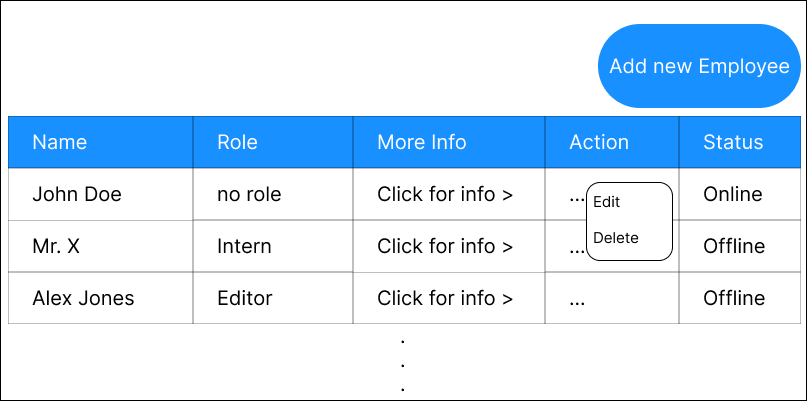 Add new Employee
Name Role More Info Action Status
John Doe no role Click for info > ... Online
Edit
Mr. X Intern Click for info > ... Offline
Delete
Alex Jones Editor Click for info > ... Offline
.
.
.